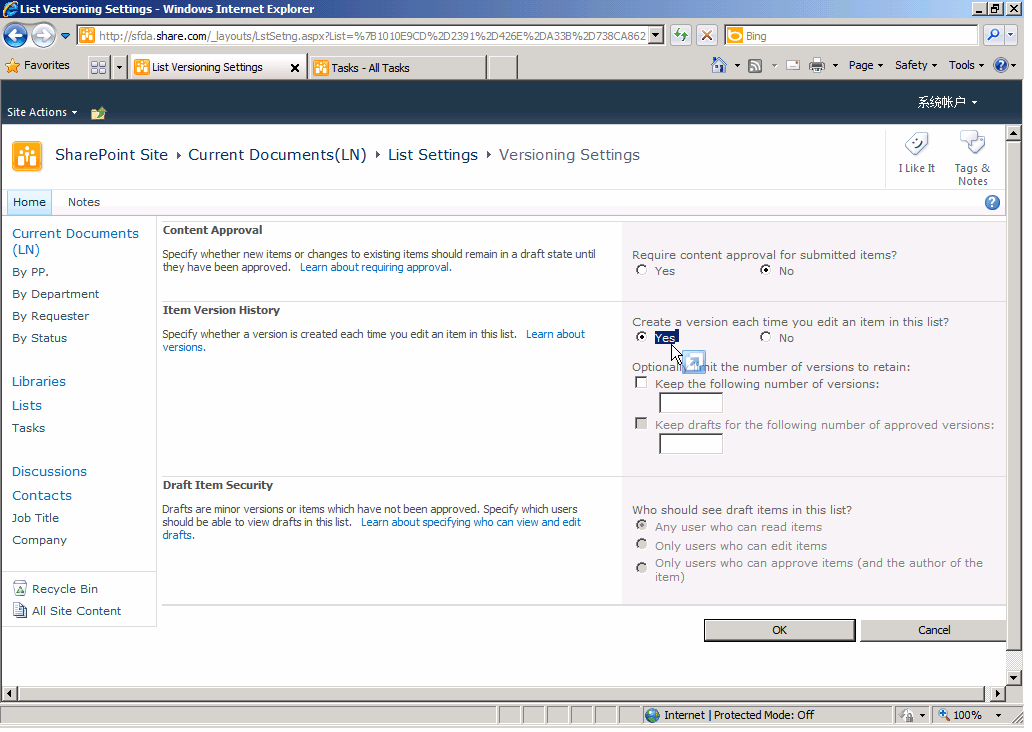 List Versioning Settings - Windows Internet Explorer
http://sfda.share.com/_layouts/LstSetng.aspx?List=%7B1010E9CD%2D2391%2D426E%2DA33B%2D738CA862
Bing
Favorites
List Versioning Settings
Tasks - All Tasks
Page
Safety
Tools
Site Actions
系统帐户
SharePoint Site
Current Documents(LN)
List Settings
Versioning Settings
I Like It
Tags &
Notes
Home
Notes
Current Documents
(LN)
By PP.
By Department
By Requester
By Status
Libraries
Lists
Tasks
Discussions
Contacts
Job Title
Company
Recycle Bin
All Site Content
Content Approval
Specify whether new items or changes to existing items should remain in a draft state until
they have been approved. Learn about requiring approval.
Require content approval for submitted items?
Yes No
Item Version History
Specify whether a version is created each time you edit an item in this list. Learn about
versions.
Create a version each time you edit an item in this list?
Yes No
Optionally limit the number of versions to retain:
Keep the following number of versions:
Keep drafts for the following number of approved versions:
Draft Item Security
Drafts are minor versions or items which have not been approved. Specify which users
should be able to view drafts in this list. Learn about specifying who can view and edit
drafts.
Who should see draft items in this list?
Any user who can read items
Only users who can edit items
Only users who can approve items (and the author of the
item)
OK
Cancel
Internet | Protected Mode: Off
100%